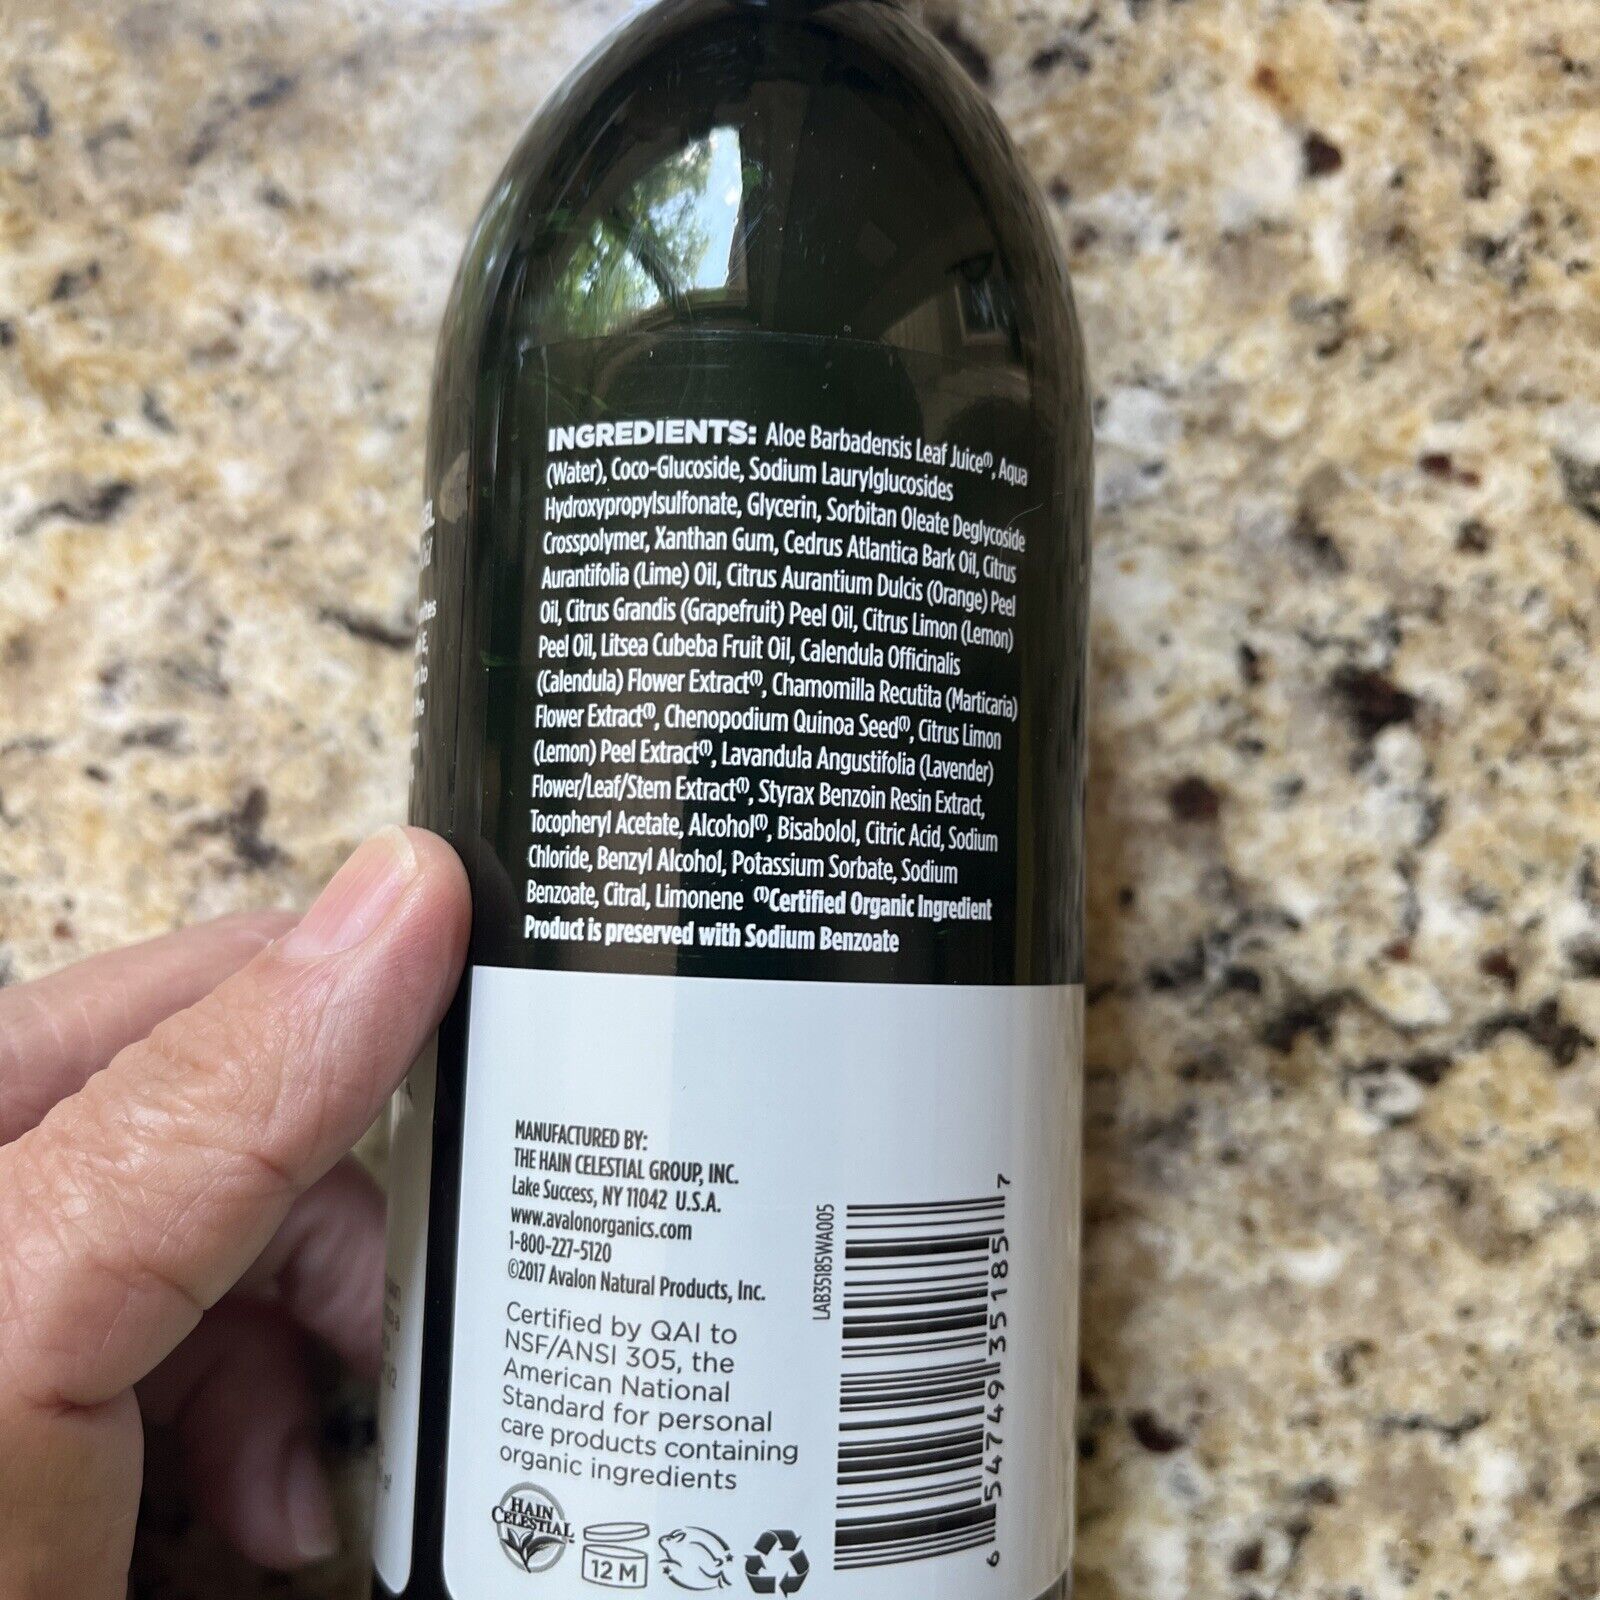 INGREDIENTS: Aloe Barbadensis Leaf Juice⁽¹⁾, Aqua
(Water), Coco-Glucoside, Sodium Laurylglucosides
Hydroxypropylsulfonate, Glycerin, Sorbitan Oleate Deglycoside
Crosspolymer, Xanthan Gum, Cedrus Atlantica Bark Oil, Citrus
Aurantifolia (Lime) Oil, Citrus Aurantium Dulcis (Orange) Peel
Oil, Citrus Grandis (Grapefruit) Peel Oil, Citrus Limon (Lemon)
Peel Oil, Litsea Cubeba Fruit Oil, Calendula Officinalis
(Calendula) Flower Extract⁽¹⁾, Chamomilla Recutita (Marticaria)
Flower Extract⁽¹⁾, Chenopodium Quinoa Seed⁽¹⁾, Citrus Limon
(Lemon) Peel Extract⁽¹⁾, Lavandula Angustifolia (Lavender)
Flower/Leaf/Stem Extract⁽¹⁾, Styrax Benzoin Resin Extract,
Tocopheryl Acetate, Alcohol⁽¹⁾, Bisabolol, Citric Acid, Sodium
Chloride, Benzyl Alcohol, Potassium Sorbate, Sodium
Benzoate, Citral, Limonene ⁽¹⁾Certified Organic Ingredient
Product is preserved with Sodium Benzoate
MANUFACTURED BY:
THE HAIN CELESTIAL GROUP, INC.
Lake Success, NY 11042 U.S.A.
www.avalonorganics.com
1-800-227-5120
©2017 Avalon Natural Products, Inc.
Certified by QAI to
NSF/ANSI 305, the
American National
Standard for personal
care products containing
organic ingredients
HAIN
CELESTIAL
12 M
LAB35185WA005
6 54749 35185 7